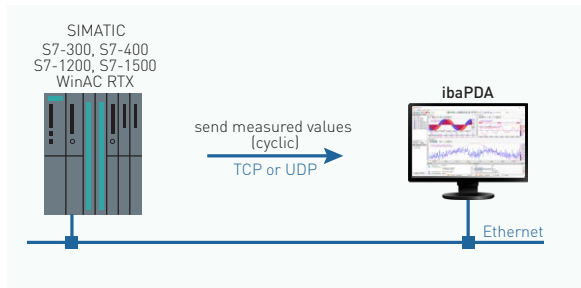 SIMATIC
S7-300, S7-400
S7-1200, S7-1500
WinAC RTX
ibaPDA
send measured values
(cyclic)
TCP or UDP
Ethernet